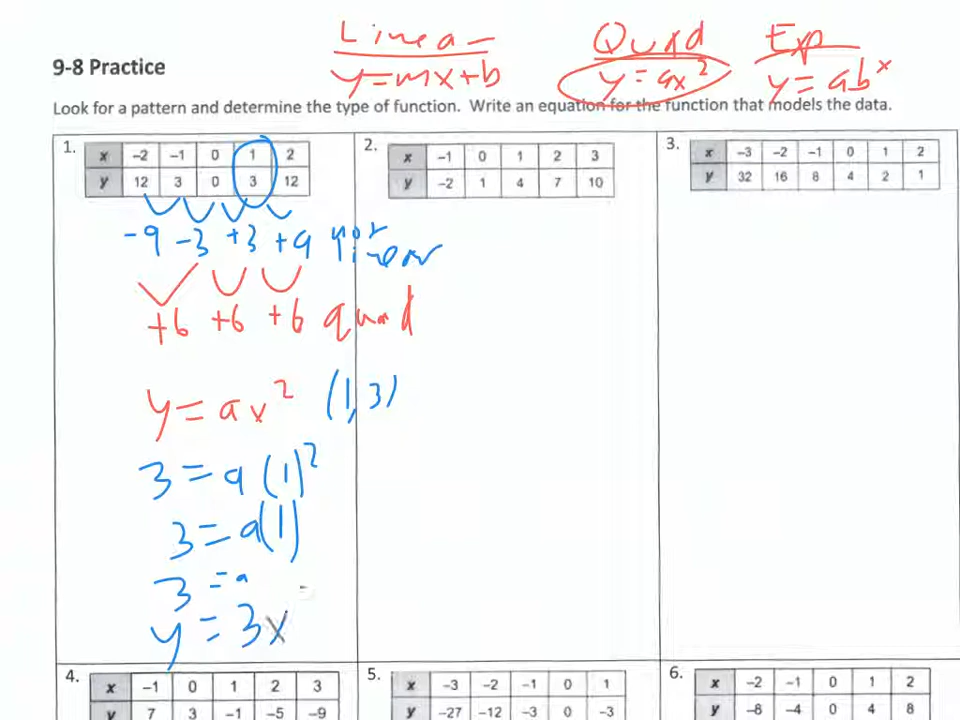 Linear Quad Exp
9-8 Practice y=mx+b y=ax² y=ab^x
Look for a pattern and determine the type of function. Write an equation for the function that models the data.
1. x -2 -1 0 1 2
y 12 3 0 3 12
2. x -1 0 1 2 3
y -2 1 4 7 10
3. x -3 -2 -1 0 1 2
y 32 16 8 4 2 1
-9 -3 +3 +9 not linear
+6 +6 +6 quad
y=ax² (1,3)
3=a(1)²
3=a(1)
3=a
y=3x
4. x -1 0 1 2 3
y 7 3 -1 -5 -9
5. x -3 -2 -1 0 1
y -27 -12 -3 0 -3
6. x -2 -1 0 1 2
y -8 -4 0 4 8